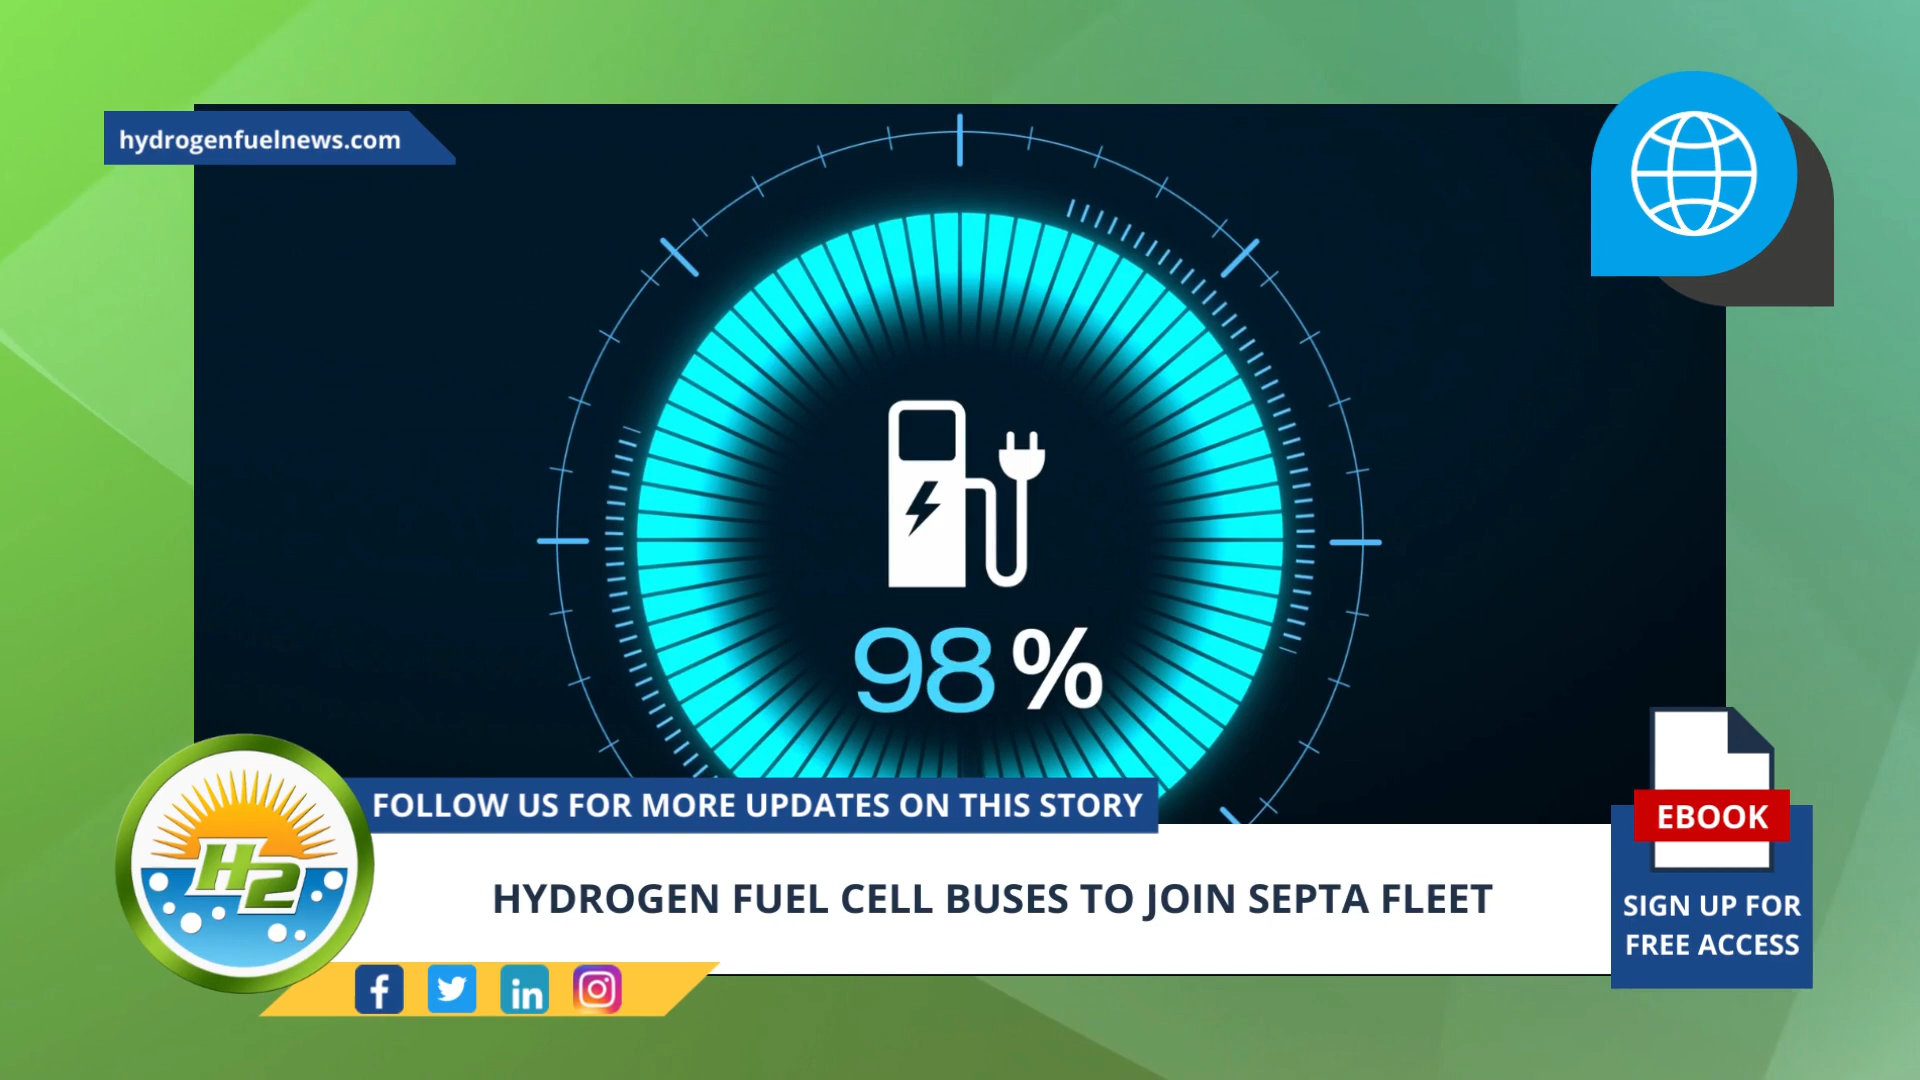 hydrogenfuelnews.com
98%
FOLLOW US FOR MORE UPDATES ON THIS STORY
H2
HYDROGEN FUEL CELL BUSES TO JOIN SEPTA FLEET
EBOOK
SIGN UP FOR
FREE ACCESS
f
in